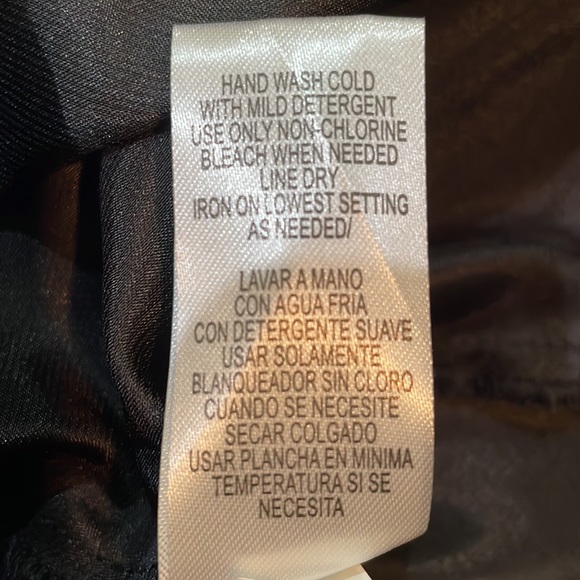 HAND WASH COLD
WITH MILD DETERGENT
USE ONLY NON-CHLORINE
BLEACH WHEN NEEDED
LINE DRY
IRON ON LOWEST SETTING
AS NEEDED/
LAVAR A MANO
CON AGUA FRIA
CON DETERGENTE SUAVE
USAR SOLAMENTE
BLANQUEADOR SIN CLORO
CUANDO SE NECESITE
SECAR COLGADO
USAR PLANCHA EN MINIMA
TEMPERATURA SI SE
NECESITA